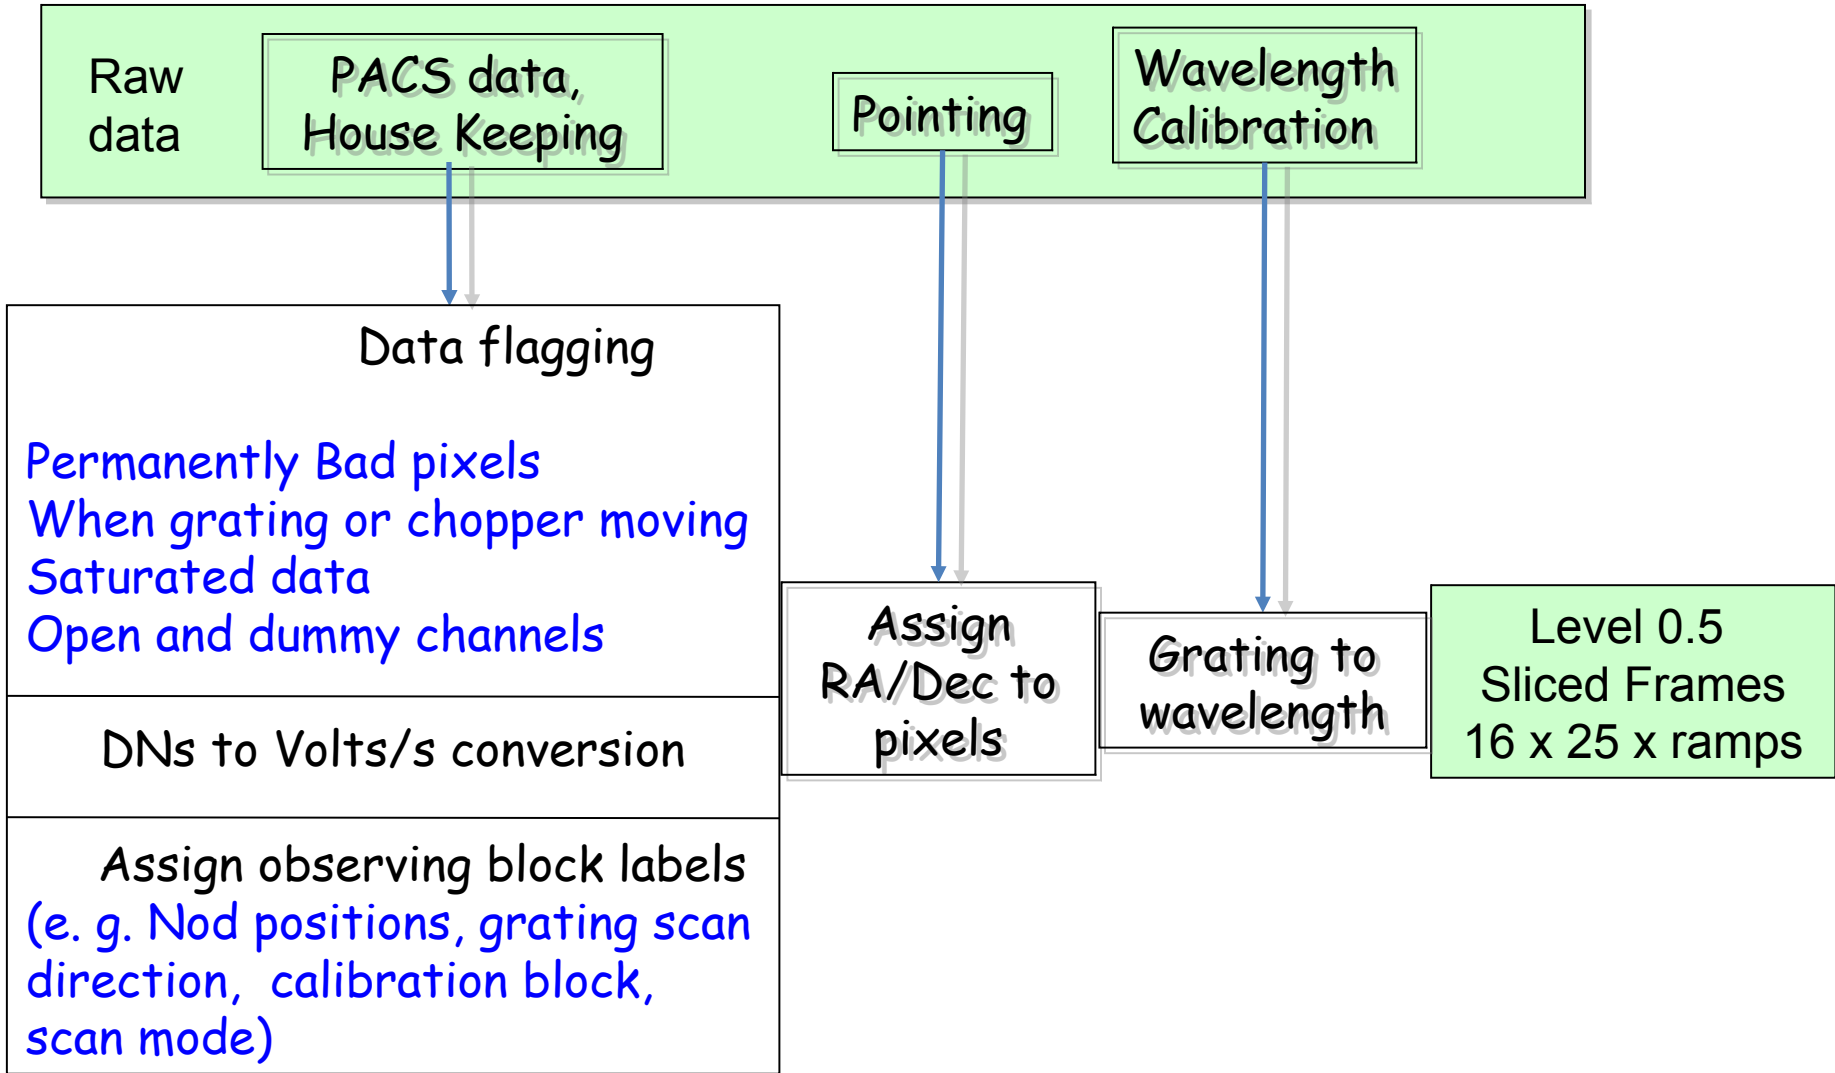 Raw
data
PACS data,
House Keeping
Pointing
Wavelength
Calibration
Data flagging
Permanently Bad pixels
When grating or chopper moving
Saturated data
Open and dummy channels
DNs to Volts/s conversion
Assign observing block labels
(e. g. Nod positions, grating scan
direction, calibration block,
scan mode)
Assign
RA/Dec to
pixels
Grating to
wavelength
Level 0.5
Sliced Frames
16 x 25 x ramps